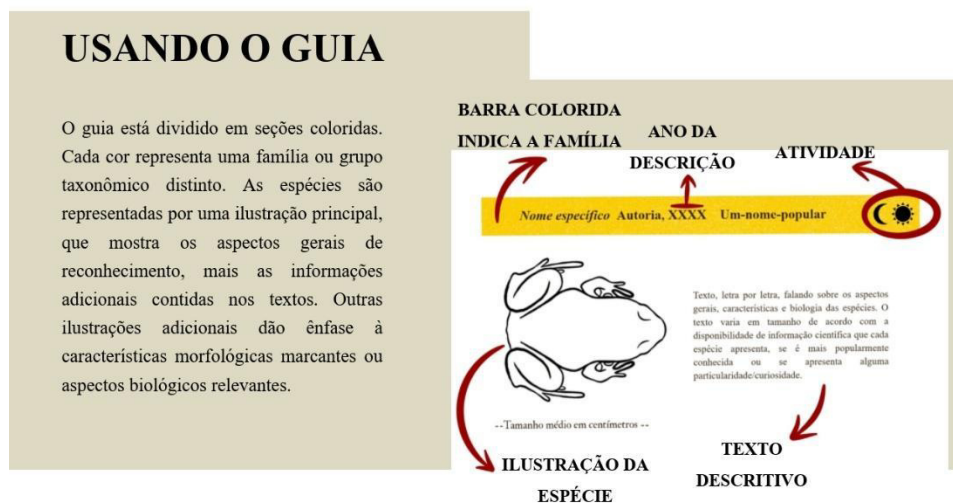 USANDO O GUIA
O guia está dividido em seções coloridas.
Cada cor representa uma família ou grupo
taxonômico distinto. As espécies são
representadas por uma ilustração principal,
que mostra os aspectos gerais de
reconhecimento, mais as informações
adicionais contidas nos textos. Outras
ilustrações adicionais dão ênfase à
características morfológicas marcantes ou
aspectos biológicos relevantes.
BARRA COLORIDA
INDICA A FAMÍLIA
ANO DA
DESCRIÇÃO
ATIVIDADE
Nome específico Autoria, XXXX Um-nome-popular
Texto, letra por letra, falando sobre os aspectos
gerais, características e biologia das espécies. O
texto varia em tamanho de acordo com a
disponibilidade de informação científica que cada
espécie apresenta, se é mais popularmente
conhecida ou se apresenta alguma
particularidade/curiosidade.
--Tamanho médio em centímetros --
ILUSTRAÇÃO DA
ESPÉCIE
TEXTO
DESCRITIVO